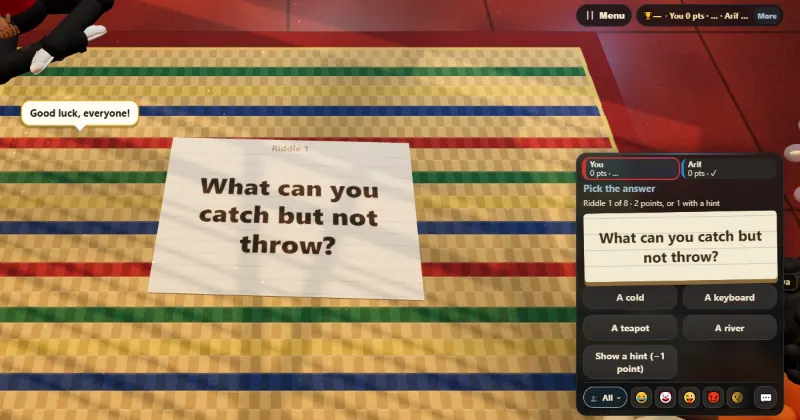 Menu
— · You 0 pts · ... · Arif ... More
Good luck, everyone!
Riddle 1
What can you
catch but not
throw?
You
0 pts · ...
Arif
0 pts · ✓
Pick the answer
Riddle 1 of 8 · 2 points, or 1 with a hint
What can you catch but
not throw?
A cold
A keyboard
A teapot
A river
Show a hint (−1
point)
All